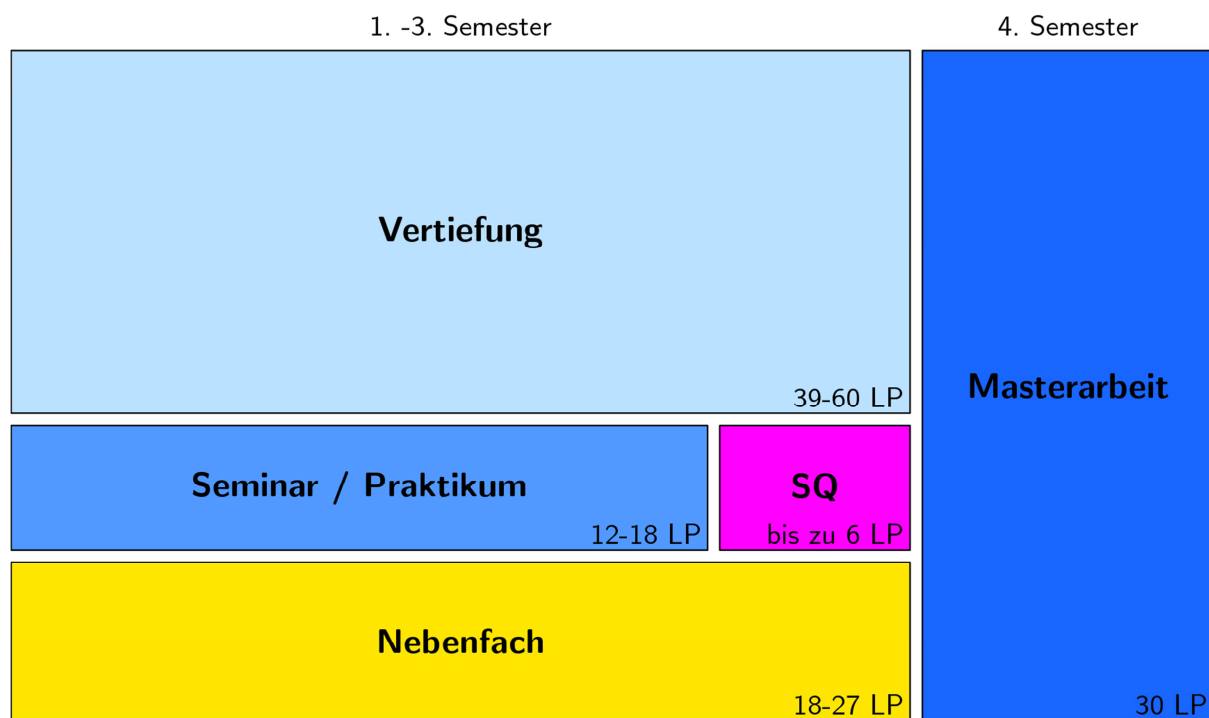 1. -3. Semester
4. Semester
Vertiefung
39-60 LP
Masterarbeit
Seminar / Praktikum
12-18 LP
SQ
bis zu 6 LP
Nebenfach
18-27 LP
30 LP